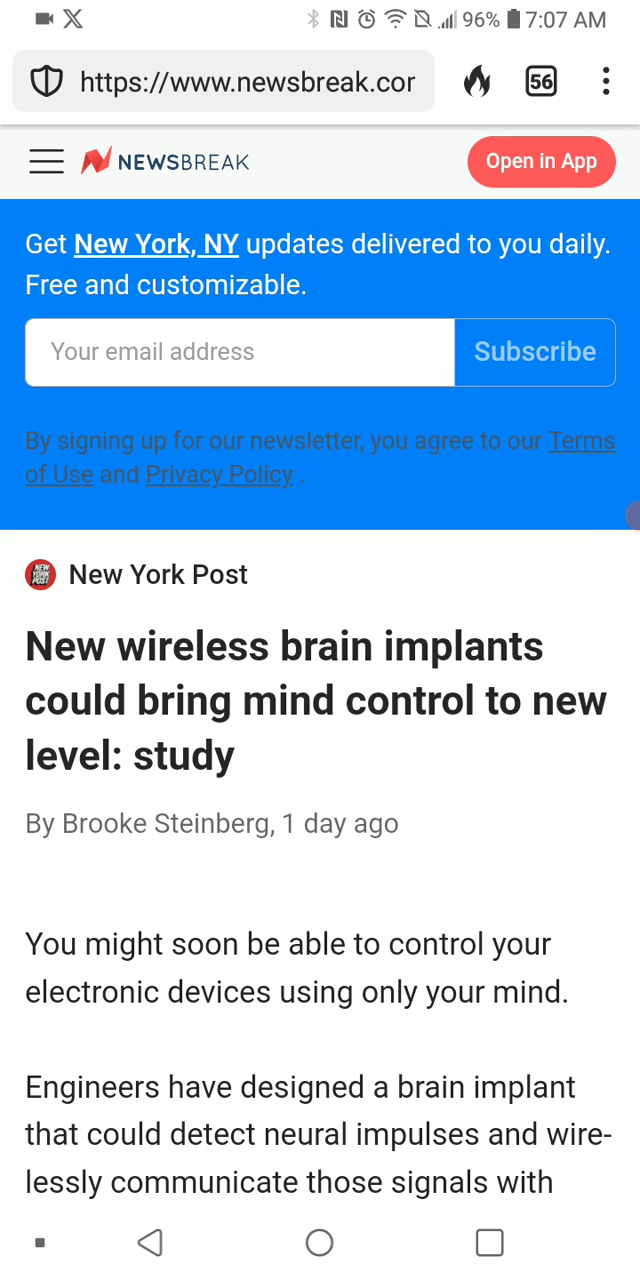 96% 7:07 AM
https://www.newsbreak.cor
56
NEWSBREAK
Open in App
Get New York, NY updates delivered to you daily.
Free and customizable.
Your email address
Subscribe
By signing up for our newsletter, you agree to our Terms
of Use and Privacy Policy .
NEW
YORK
POST
New York Post
New wireless brain implants
could bring mind control to new
level: study
By Brooke Steinberg, 1 day ago
You might soon be able to control your
electronic devices using only your mind.
Engineers have designed a brain implant
that could detect neural impulses and wire-
lessly communicate those signals with